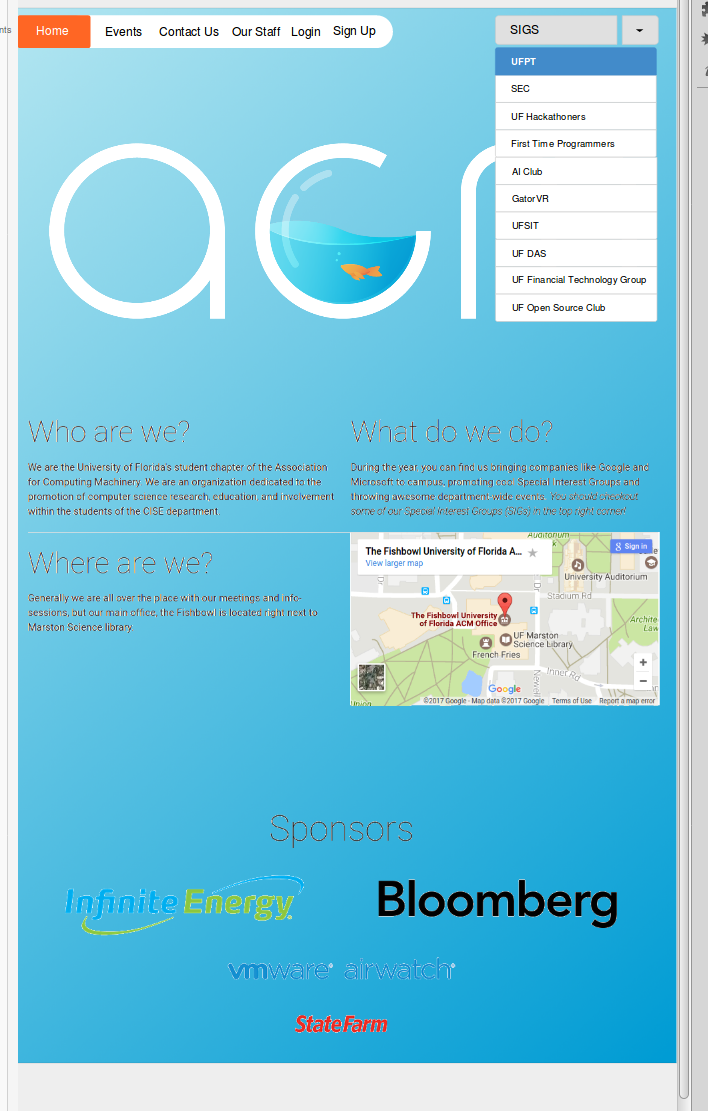 nts
Home Events Contact Us Our Staff Login Sign Up
SIGS
UFPT
SEC
UF Hackathoners
First Time Programmers
AI Club
GatorVR
UFSIT
UF DAS
UF Financial Technology Group
UF Open Source Club
ac
Who are we?
We are the University of Florida's student chapter of the Association
for Computing Machinery. We are an organization dedicated to the
promotion of computer science research, education, and involvement
within the students of the CISE department.
What do we do?
During the year, you can find us bringing companies like Google and
Microsoft to campus, promoting cool Special Interest Groups and
throwing awesome department-wide events. You should checkout
some of our Special Interest Groups (SIGs) in the top right corner!
Where are we?
Generally we are all over the place with our meetings and info-
sessions, but our main office, the Fishbowl is located right next to
Marston Science library.
Auditorium
The Fishbowl University of Florida A...
View larger map
Sign in
University Auditorium
Stadium Rd
Dr
The Fishbowl University
of Florida ACM Office
UF Marston
Science Library
French Fries
Archite
Law
Inner Rd
Newell
Union
Google
©2017 Google - Map data ©2017 Google Terms of Use Report a map error
Sponsors
Infinite Energy
Bloomberg
vmware® airwatch®
StateFarm